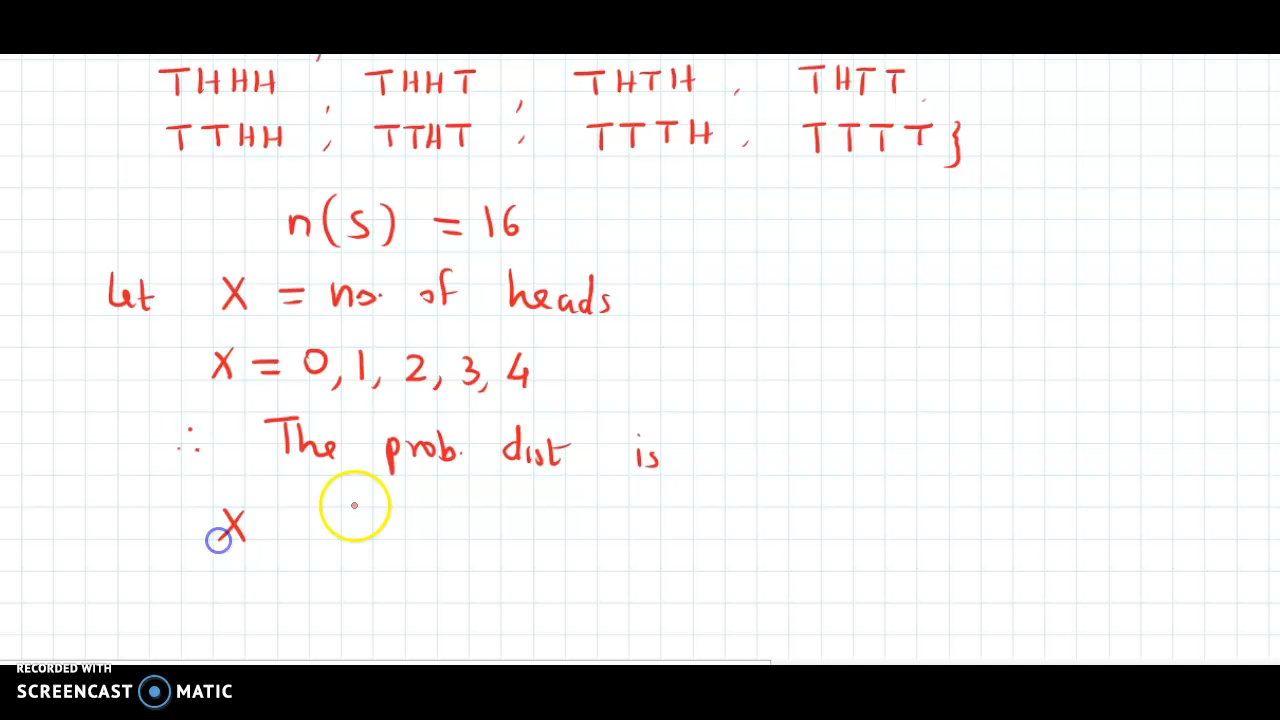 THHH , THHT , THTH , THTT ,
TTHH , TTHT , TTTH , TTTT }
n(S) = 16
let X = no. of heads
X = 0, 1, 2, 3, 4
∴ The prob. dist is
X
RECORDED WITH
SCREENCAST MATIC